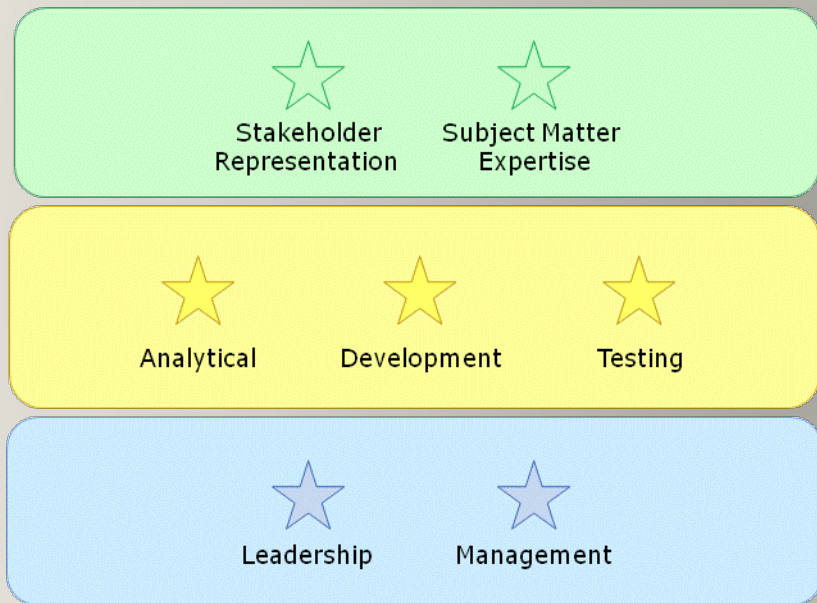 Stakeholder
Representation
Subject Matter
Expertise
Analytical
Development
Testing
Leadership
Management